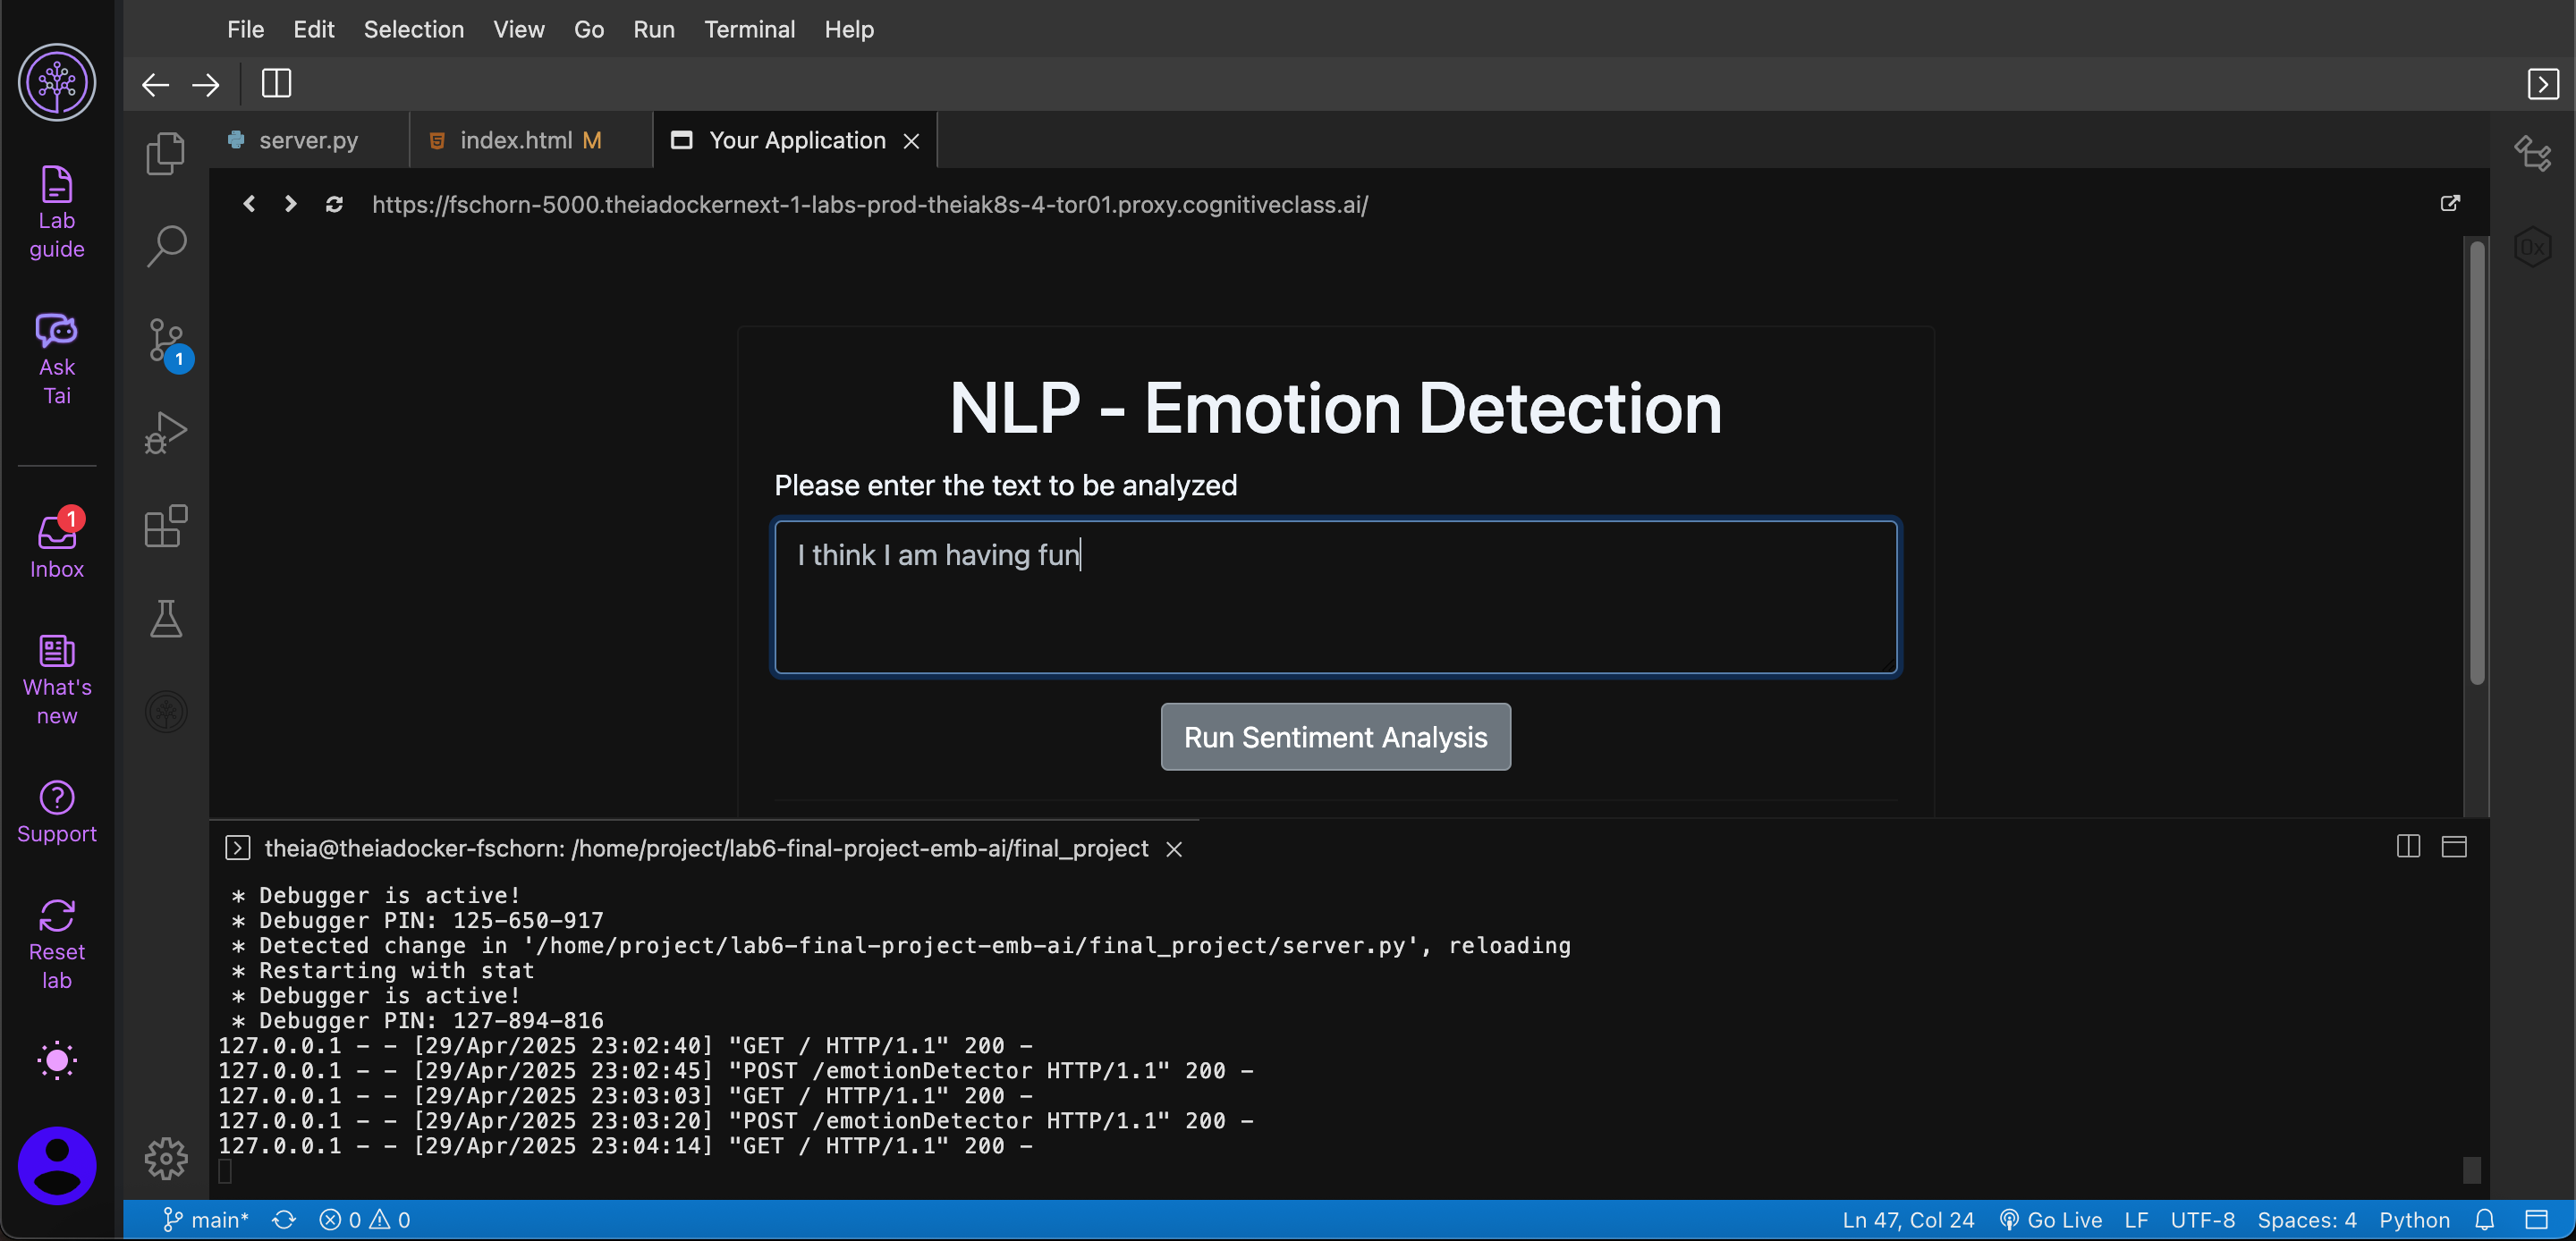 File Edit Selection View Go Run Terminal Help
server.py
index.html M
Your Application
https://fschorn-5000.theiadockernext-1-labs-prod-theiak8s-4-tor01.proxy.cognitiveclass.ai/
Lab
guide
Ask
Tai
1
Inbox
What's
new
Support
Reset
lab
1
0x
NLP - Emotion Detection
Please enter the text to be analyzed
I think I am having fun
Run Sentiment Analysis
theia@theiadocker-fschorn: /home/project/lab6-final-project-emb-ai/final_project
* Debugger is active!
* Debugger PIN: 125-650-917
* Detected change in '/home/project/lab6-final-project-emb-ai/final_project/server.py', reloading
* Restarting with stat
* Debugger is active!
* Debugger PIN: 127-894-816
127.0.0.1 - - [29/Apr/2025 23:02:40] "GET / HTTP/1.1" 200 -
127.0.0.1 - - [29/Apr/2025 23:02:45] "POST /emotionDetector HTTP/1.1" 200 -
127.0.0.1 - - [29/Apr/2025 23:03:03] "GET / HTTP/1.1" 200 -
127.0.0.1 - - [29/Apr/2025 23:03:20] "POST /emotionDetector HTTP/1.1" 200 -
127.0.0.1 - - [29/Apr/2025 23:04:14] "GET / HTTP/1.1" 200 -
main* 0 0 Ln 47, Col 24 Go Live LF UTF-8 Spaces: 4 Python